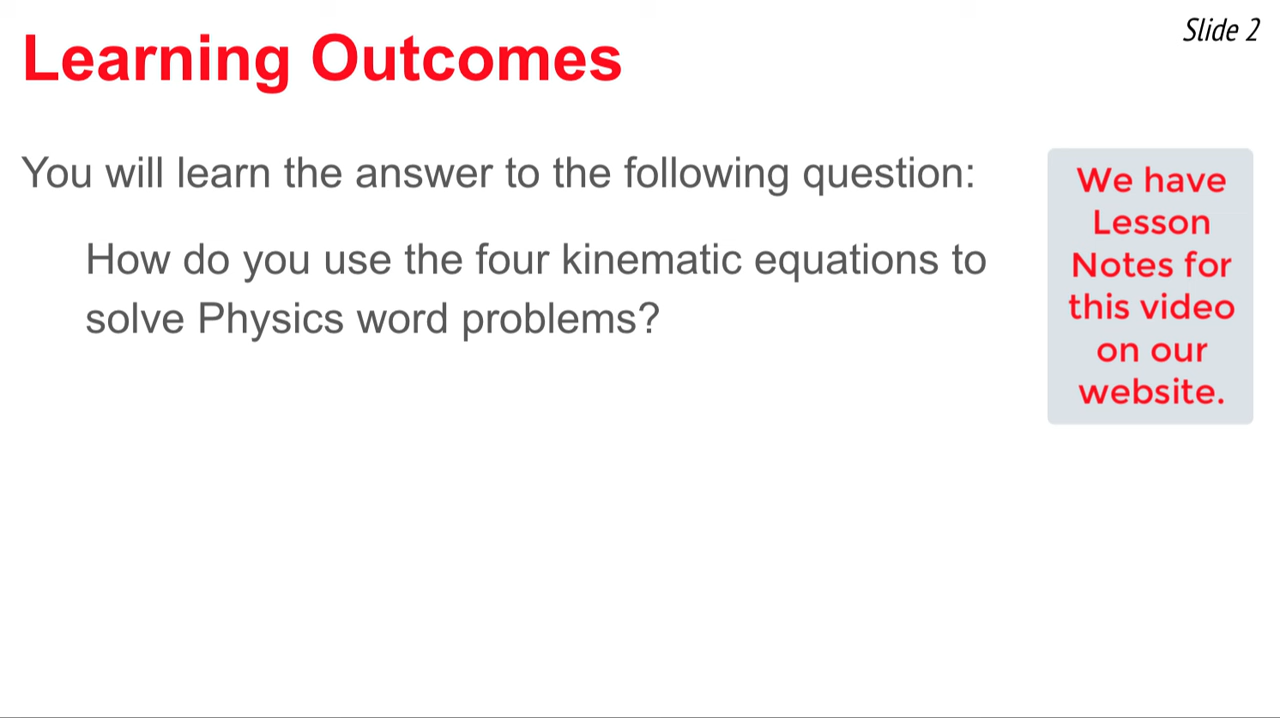 Slide 2
Learning Outcomes
You will learn the answer to the following question:
How do you use the four kinematic equations to
solve Physics word problems?
We have
Lesson
Notes for
this video
on our
website.